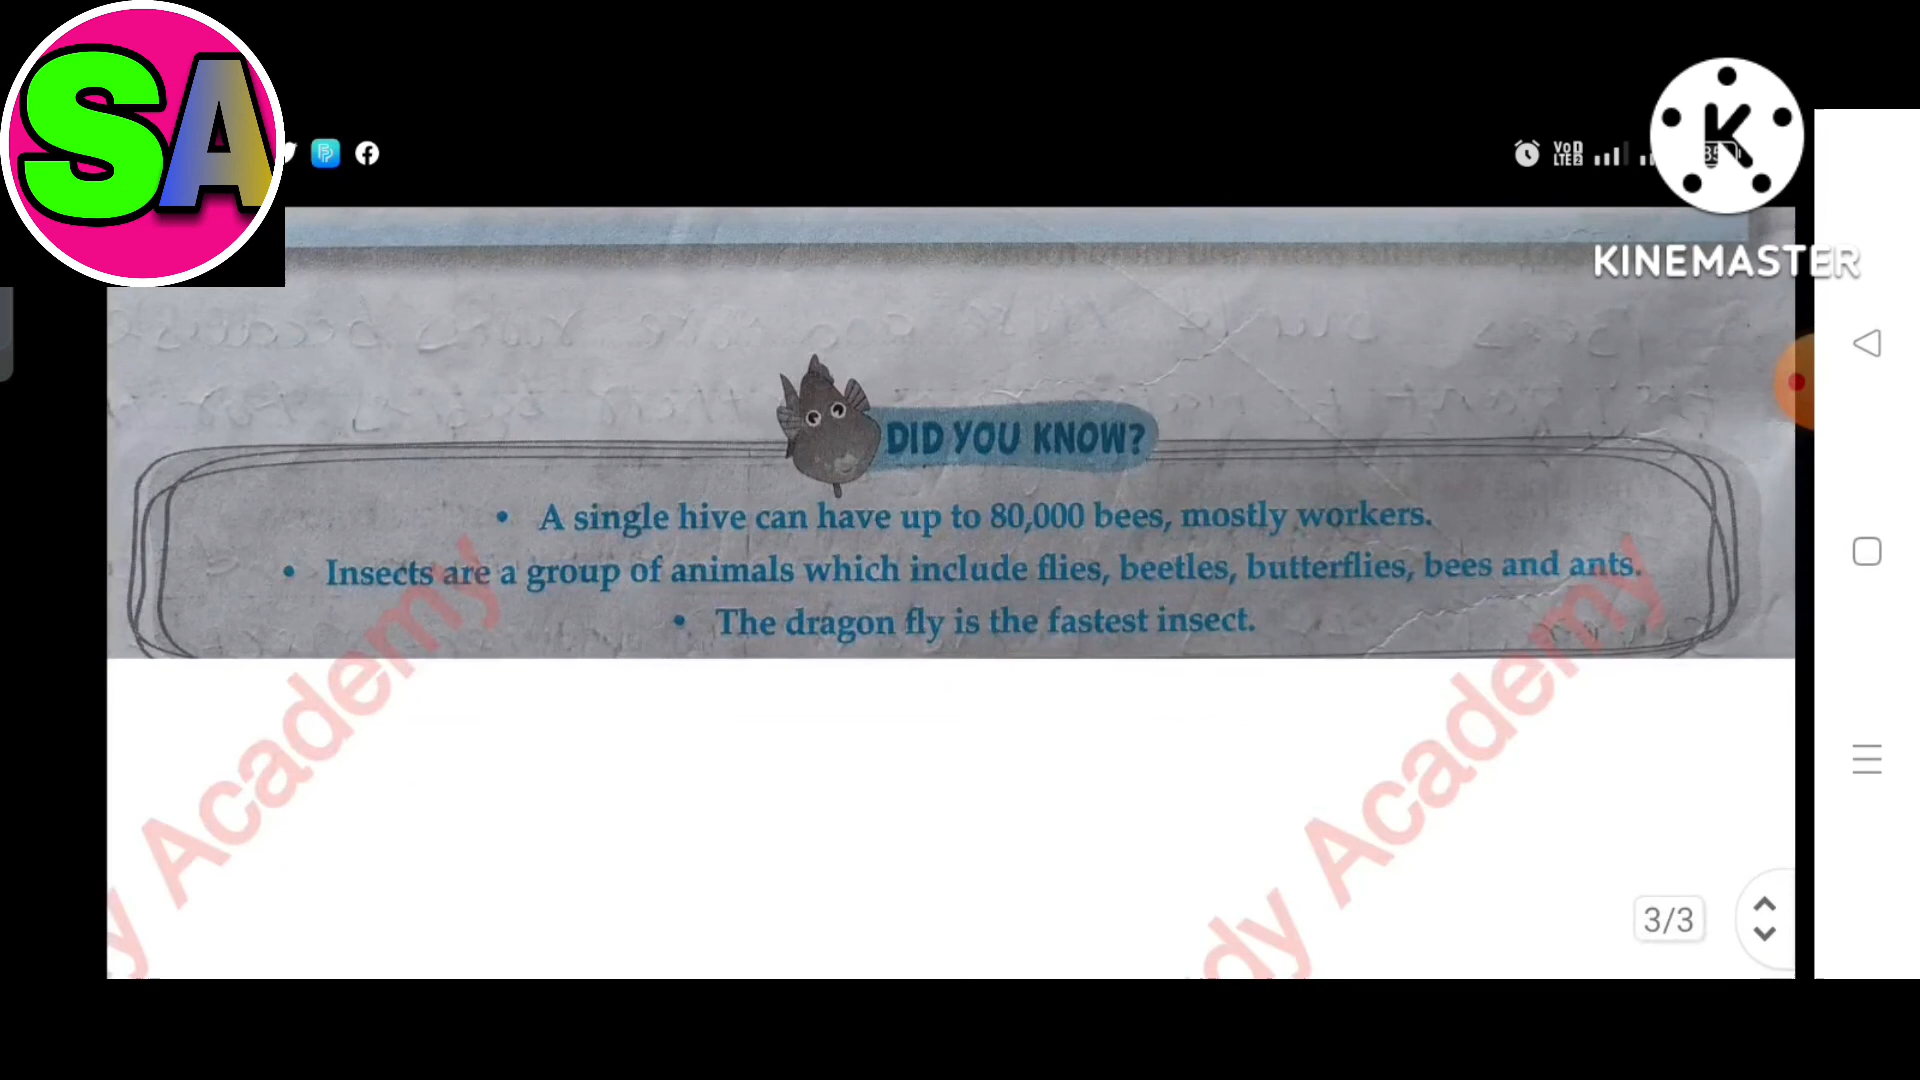 SA
VoD
LTE2
K
KINEMASTER
DID YOU KNOW?
• A single hive can have up to 80,000 bees, mostly workers.
• Insects are a group of animals which include flies, beetles, butterflies, bees and ants.
• The dragon fly is the fastest insect.
y Academy
dy Academy
3/3